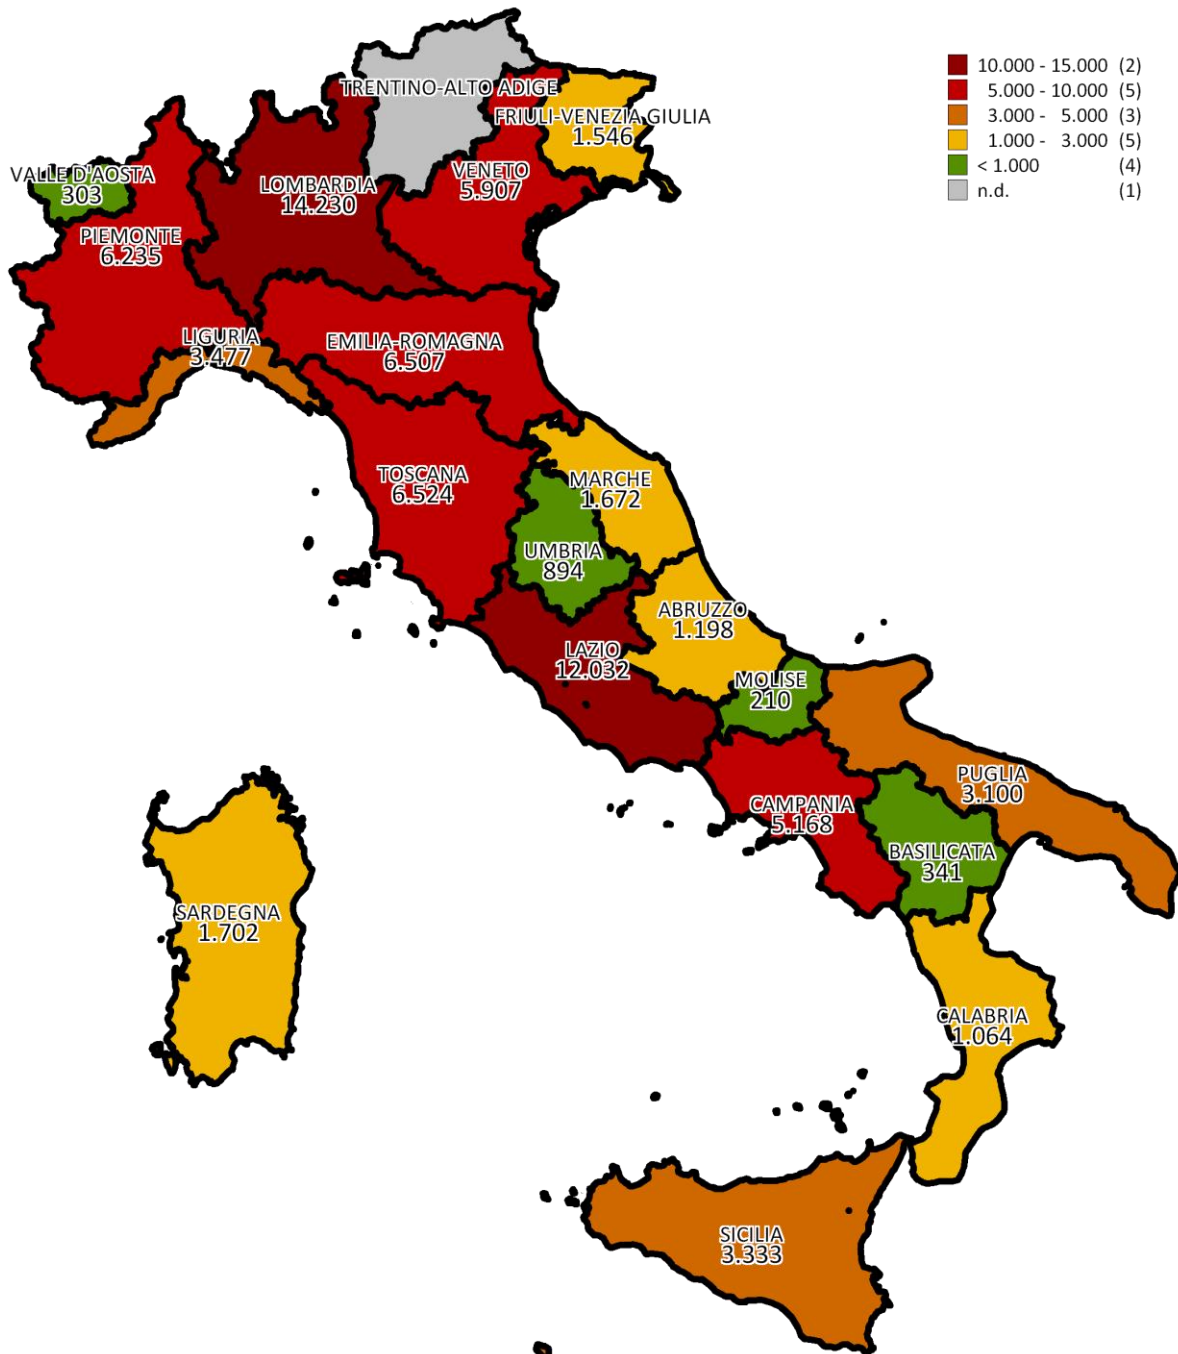 10.000 - 15.000 (2)
5.000 - 10.000 (5)
3.000 - 5.000 (3)
1.000 - 3.000 (5)
< 1.000 (4)
n.d. (1)
TRENTINO-ALTO ADIGE
FRIULI-VENEZIA GIULIA
1.546
VALLE D'AOSTA
303
LOMBARDIA
14.230
VENETO
5.907
PIEMONTE
6.235
LIGURIA
3.477
EMILIA-ROMAGNA
6.507
TOSCANA
6.524
MARCHE
1.672
UMBRIA
894
ABRUZZO
1.198
LAZIO
12.032
MOLISE
210
PUGLIA
3.100
CAMPANIA
5.168
BASILICATA
341
SARDEGNA
1.702
CALABRIA
1.064
SICILIA
3.333